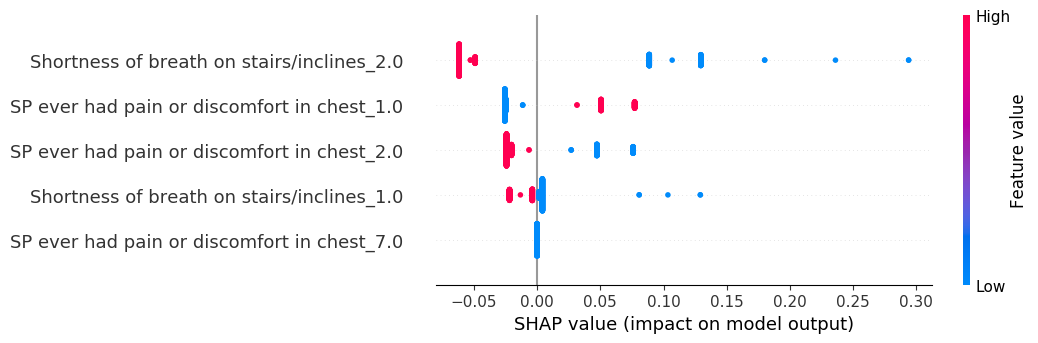 High
Shortness of breath on stairs/inclines_2.0
SP ever had pain or discomfort in chest_1.0
SP ever had pain or discomfort in chest_2.0
Shortness of breath on stairs/inclines_1.0
SP ever had pain or discomfort in chest_7.0
Feature value
Low
−0.05 0.00 0.05 0.10 0.15 0.20 0.25 0.30
SHAP value (impact on model output)